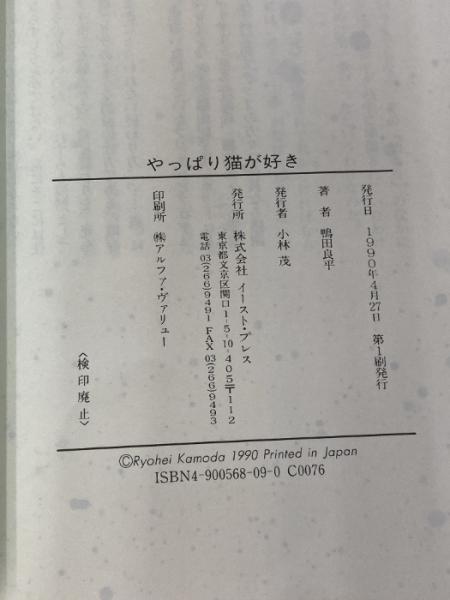 やっぱり猫が好き
発行日 1990年4月27日 第1刷発行
著者 鴨田良平
発行者 小林 茂
発行所 株式会社 イースト・プレス
東京都文京区関口1-5-10-405〒112
電話 03(266)9491 FAX 03(266)9493
印刷所 ㈱アルファ・ヴァリュー
〈検印廃止〉
©Ryohei Kamoda 1990 Printed in Japan
ISBN4-900568-09-0 C0076